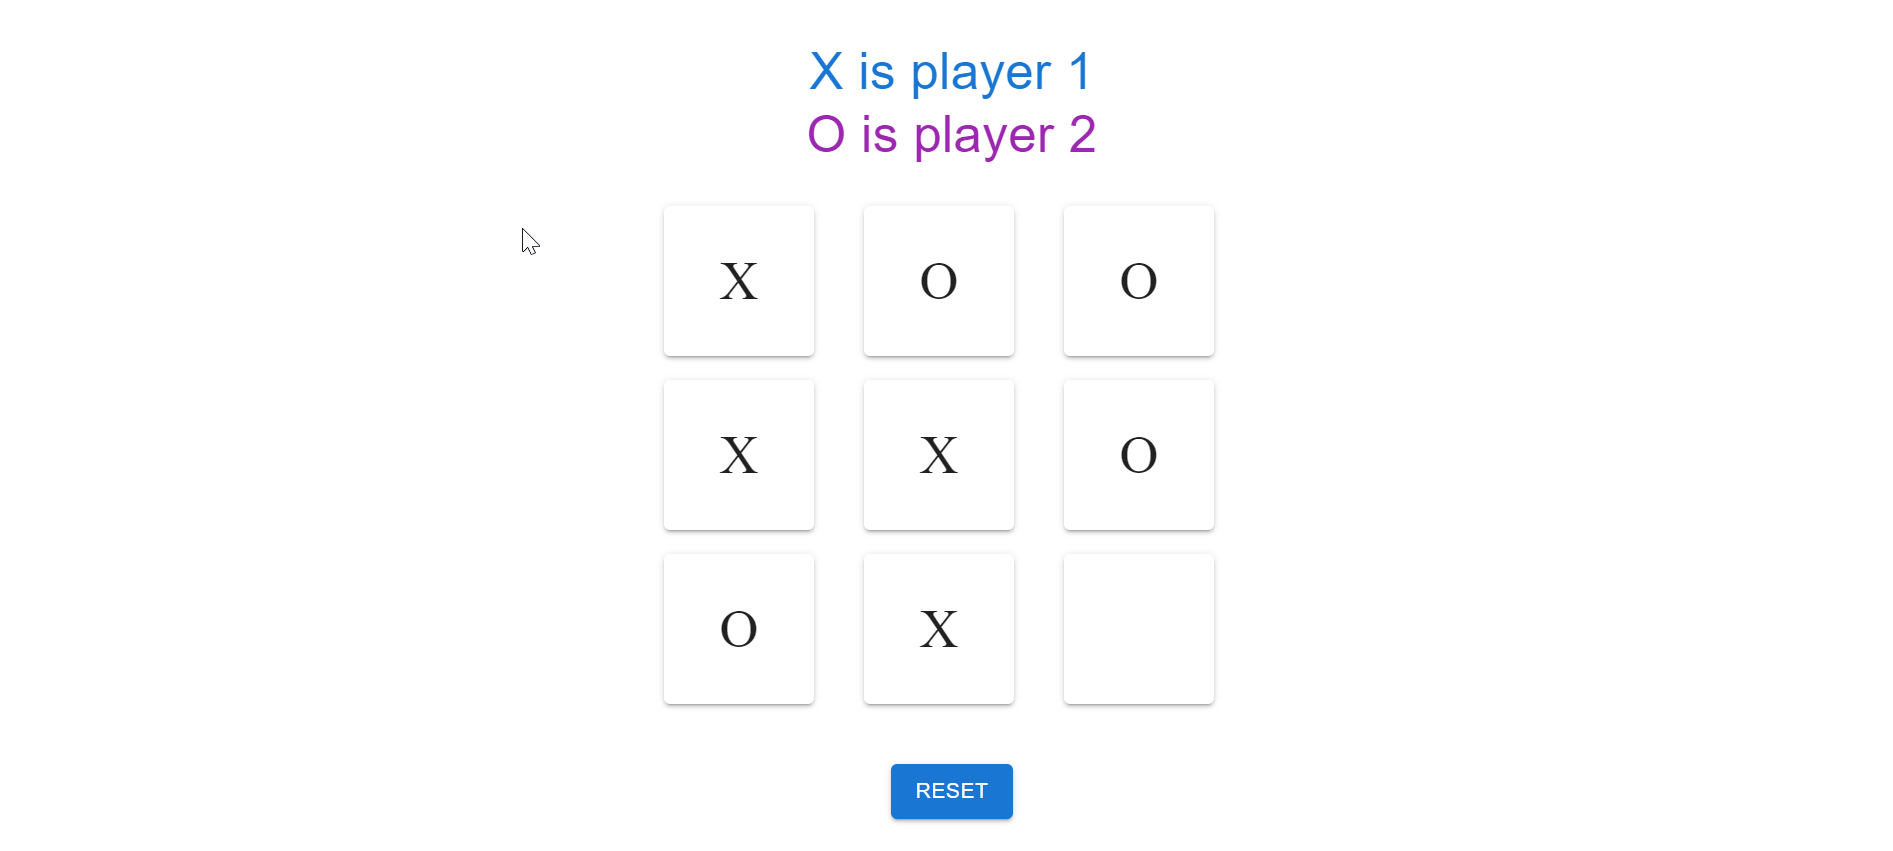 X is player 1
O is player 2
X O O
X X O
O X
RESET